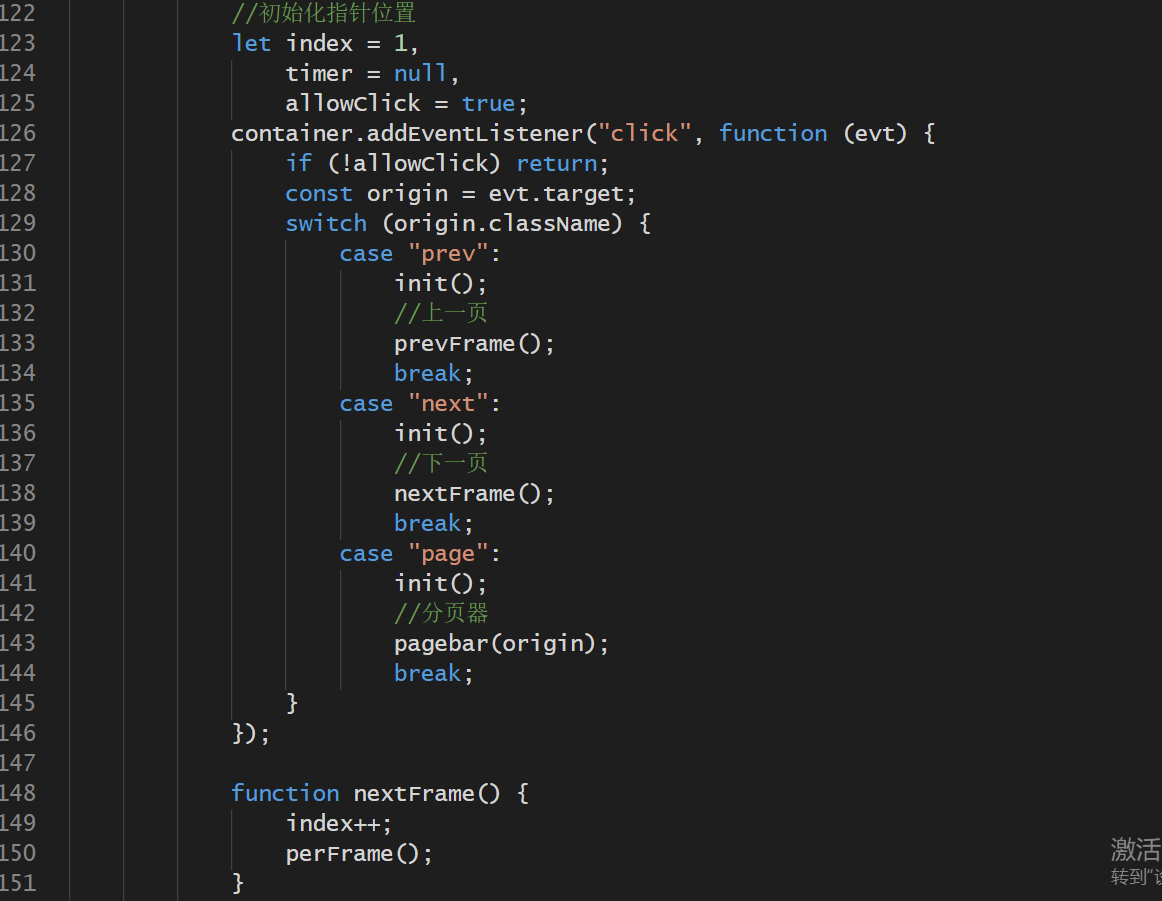 122 //初始化指针位置
123 let index = 1,
124 timer = null,
125 allowClick = true;
126 container.addEventListener("click", function (evt) {
127 if (!allowClick) return;
128 const origin = evt.target;
129 switch (origin.className) {
130 case "prev":
131 init();
132 //上一页
133 prevFrame();
134 break;
135 case "next":
136 init();
137 //下一页
138 nextFrame();
139 break;
140 case "page":
141 init();
142 //分页器
143 pagebar(origin);
144 break;
145 }
146 });
147
148 function nextFrame() {
149 index++;
150 perFrame();
151 }
激活
转到"设